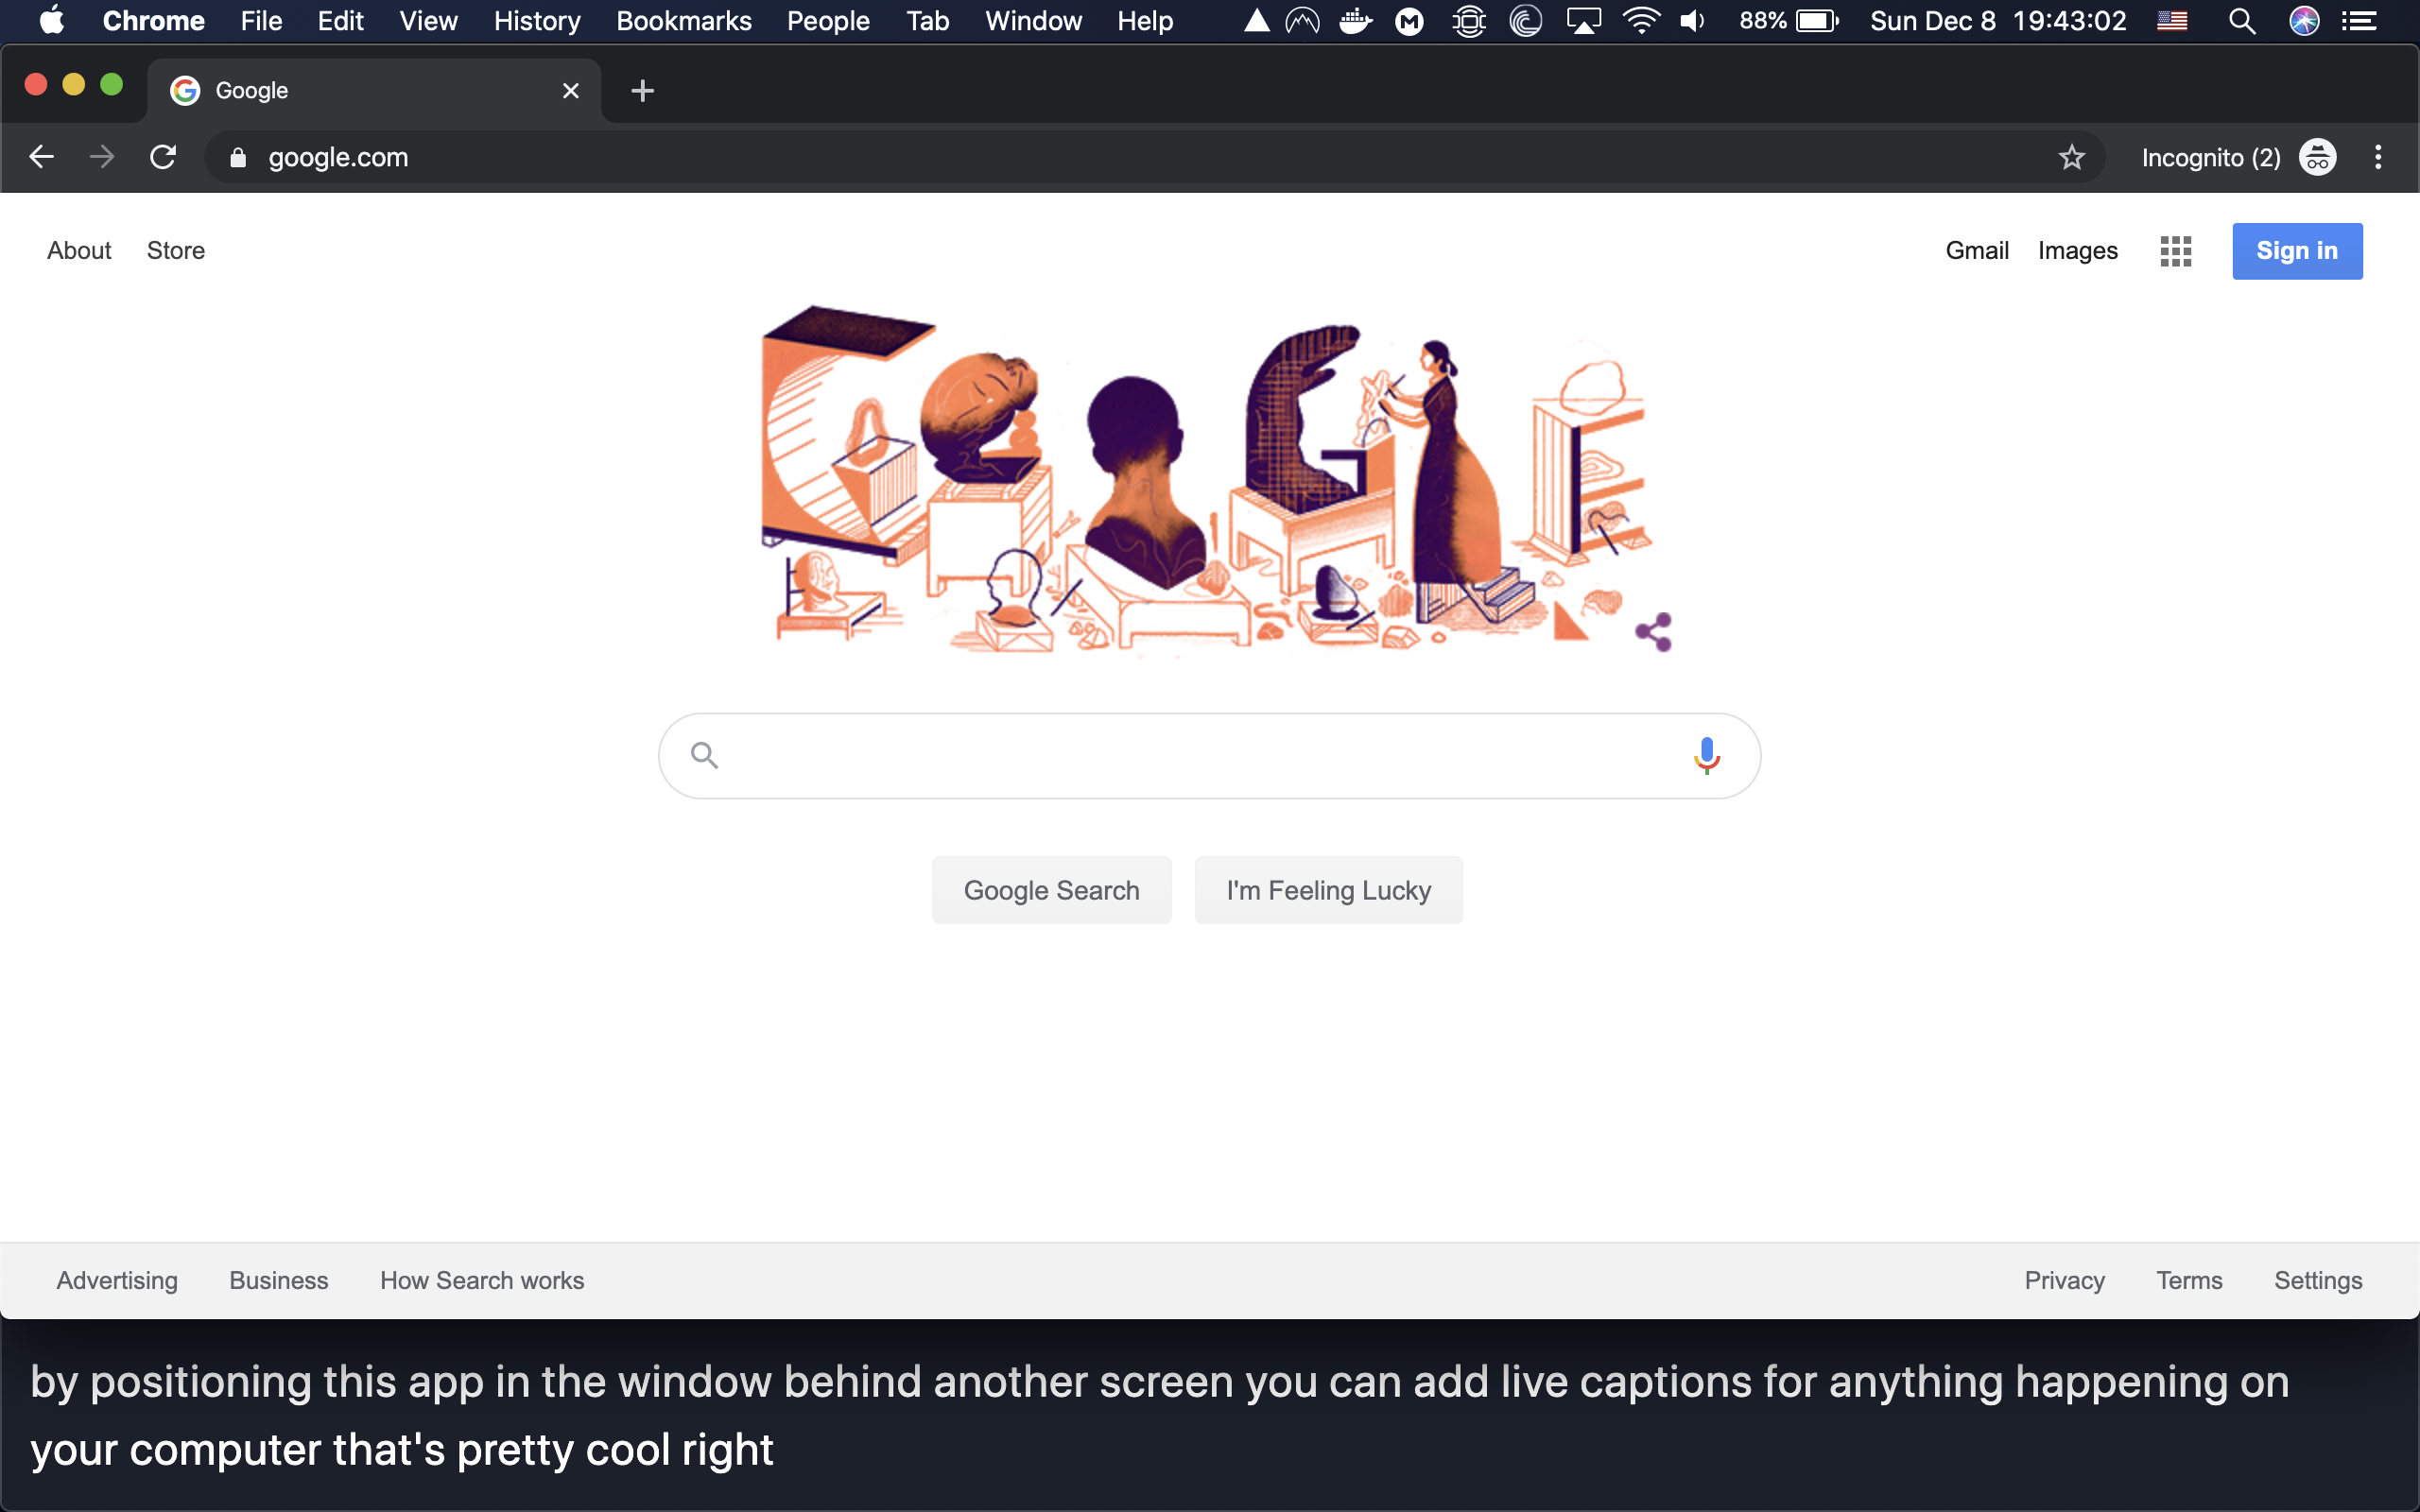 Chrome File Edit View History Bookmarks People Tab Window Help 88% Sun Dec 8 19:43:02
Google
google.com Incognito (2)
About Store Gmail Images Sign in
Google Search I'm Feeling Lucky
Advertising Business How Search works Privacy Terms Settings
by positioning this app in the window behind another screen you can add live captions for anything happening on
your computer that's pretty cool right